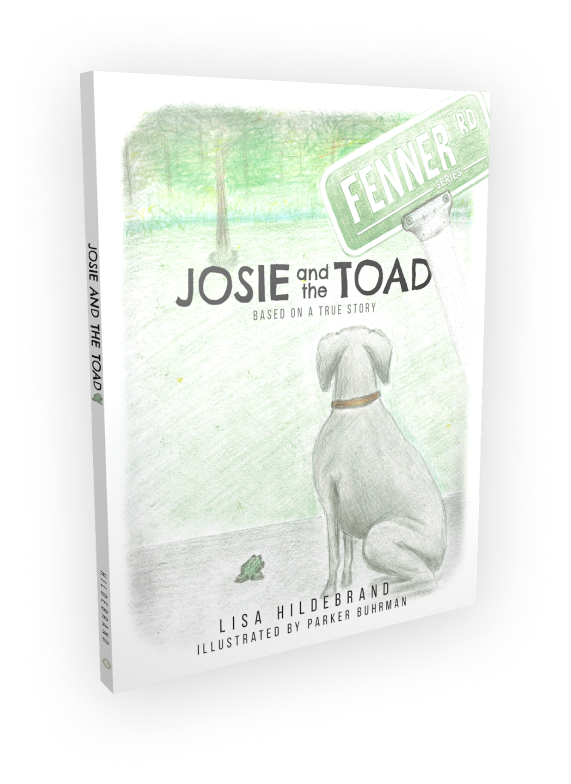 FENNER RD
SERIES
JOSIE and the TOAD
BASED ON A TRUE STORY
LISA HILDEBRAND
ILLUSTRATED BY PARKER BUHRMAN
JOSIE AND THE TOAD
HILDEBRAND